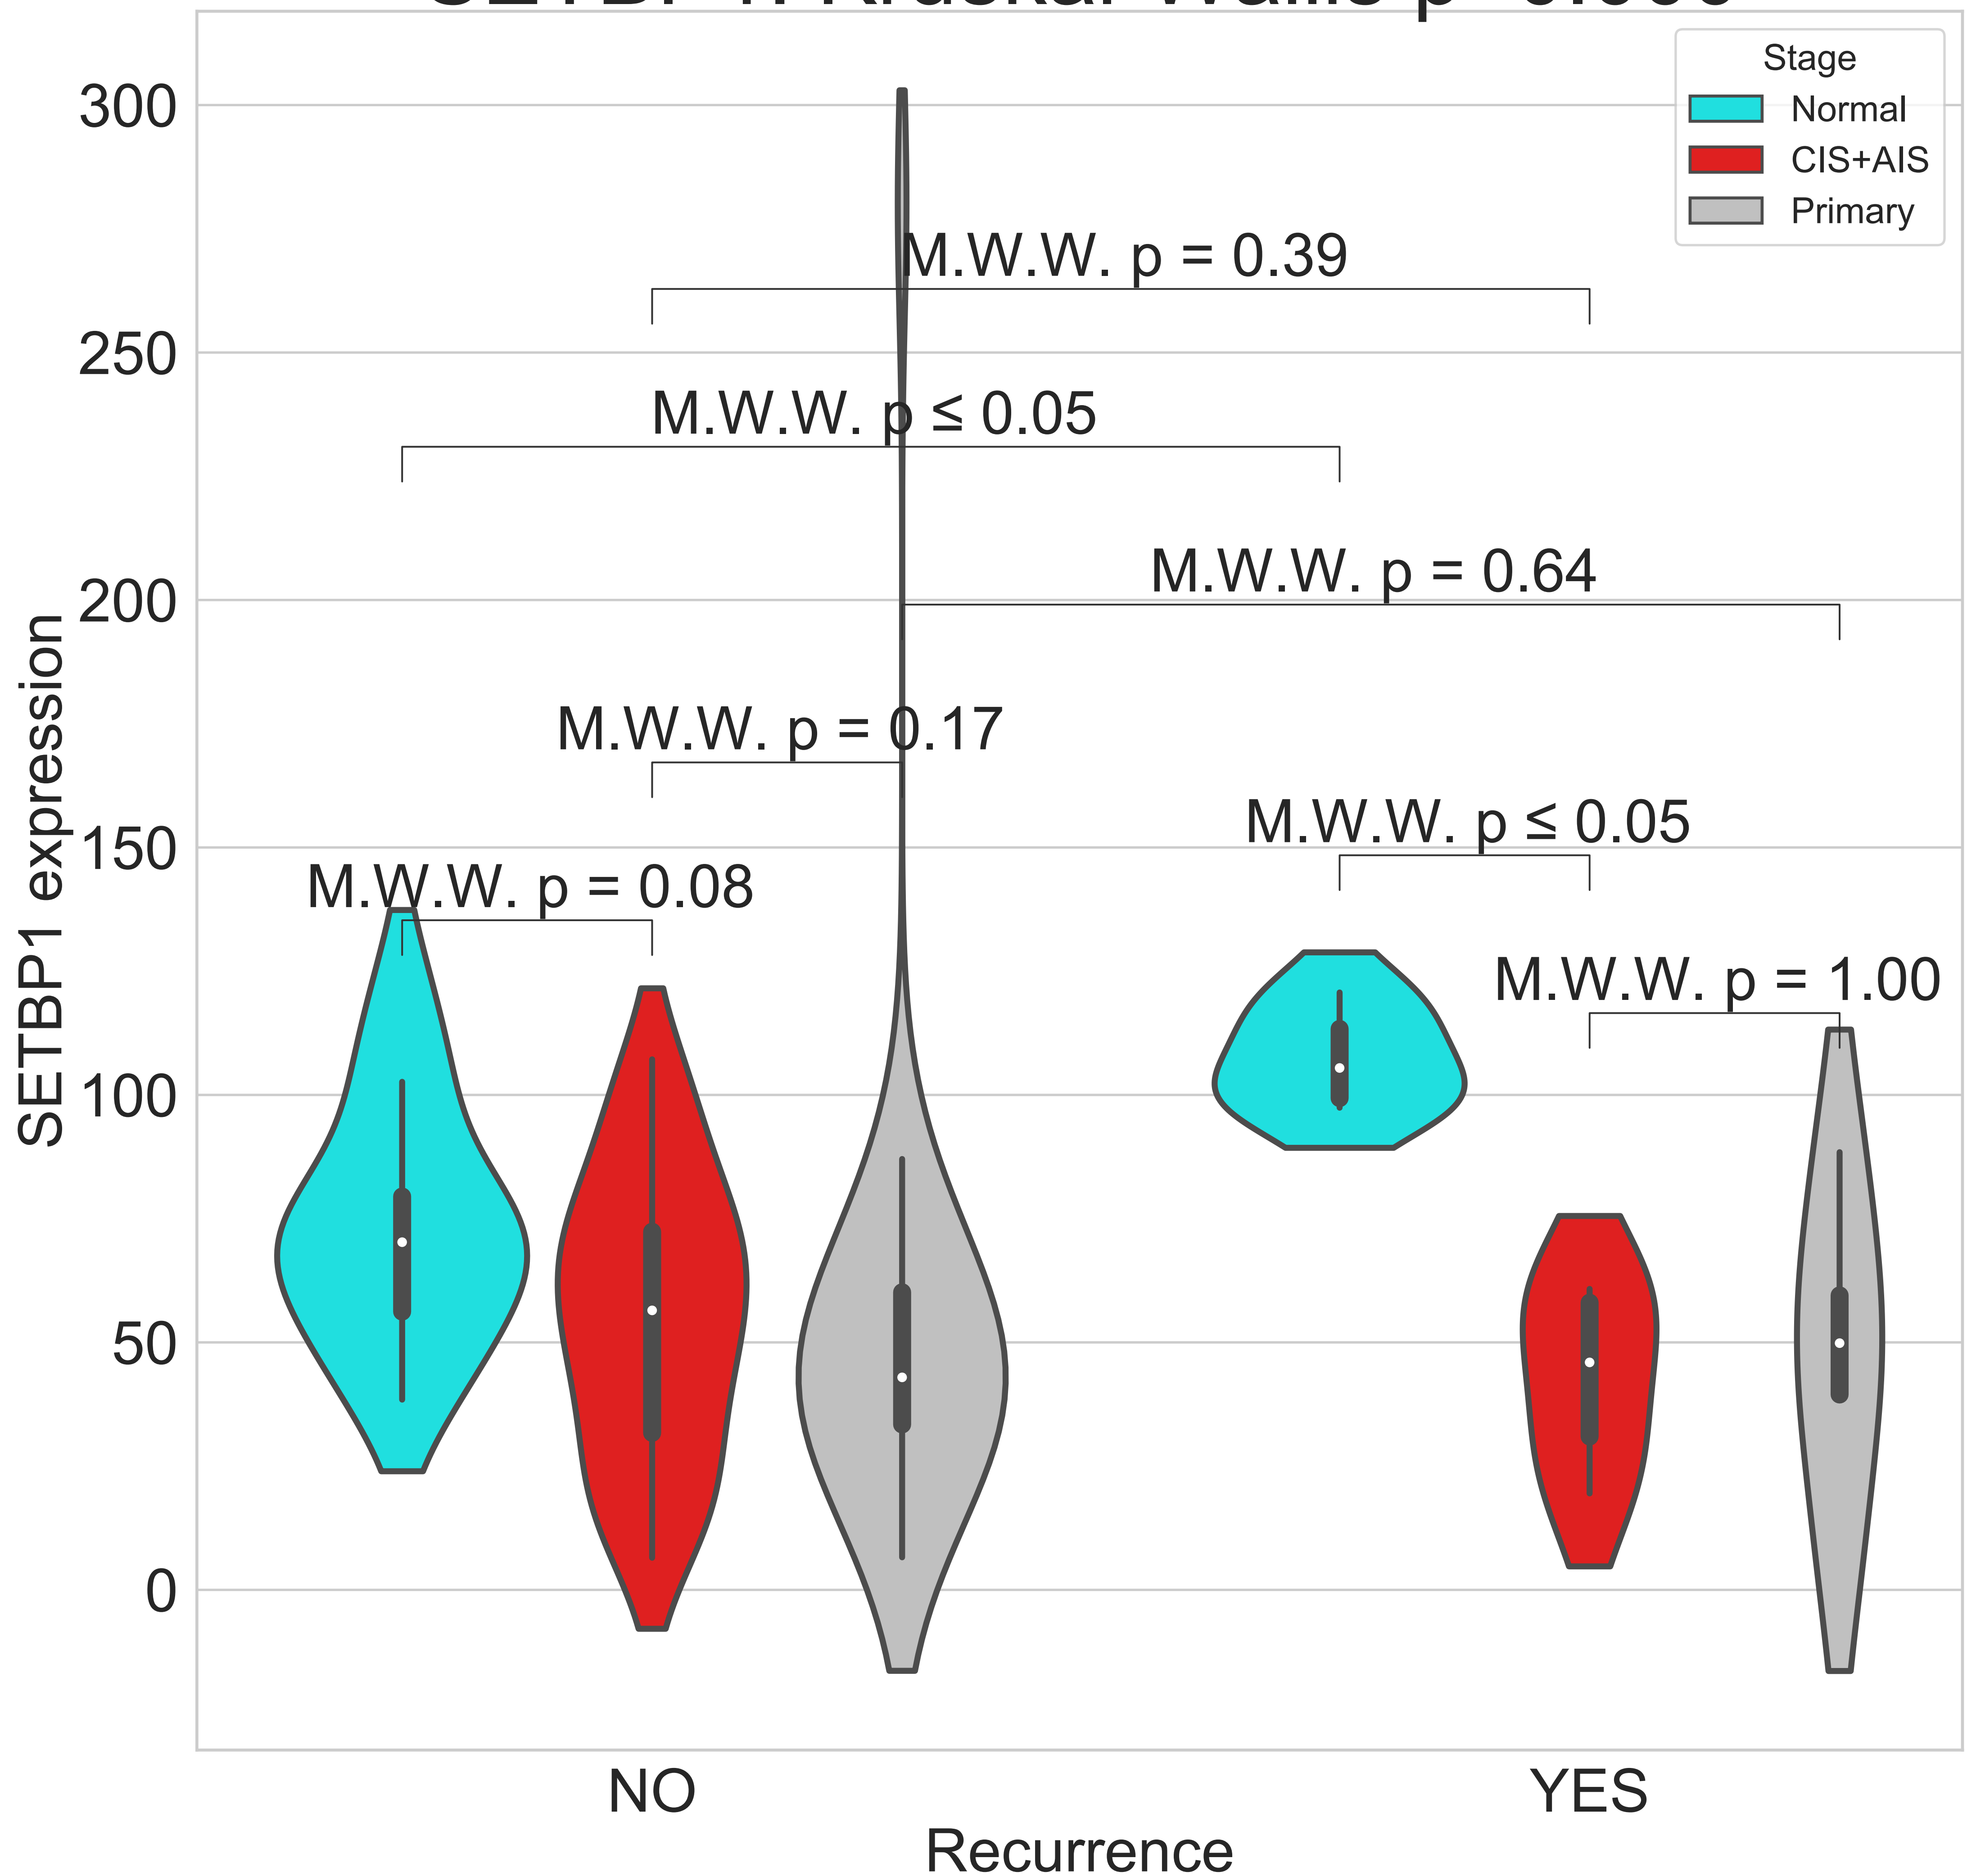 Stage
Normal
CIS+AIS
Primary
300
250
200
150
100
50
0
SETBP1 expression
M.W.W. p = 0.39
M.W.W. p ≤ 0.05
M.W.W. p = 0.64
M.W.W. p = 0.17
M.W.W. p ≤ 0.05
M.W.W. p = 0.08
M.W.W. p = 1.00
NO
YES
Recurrence